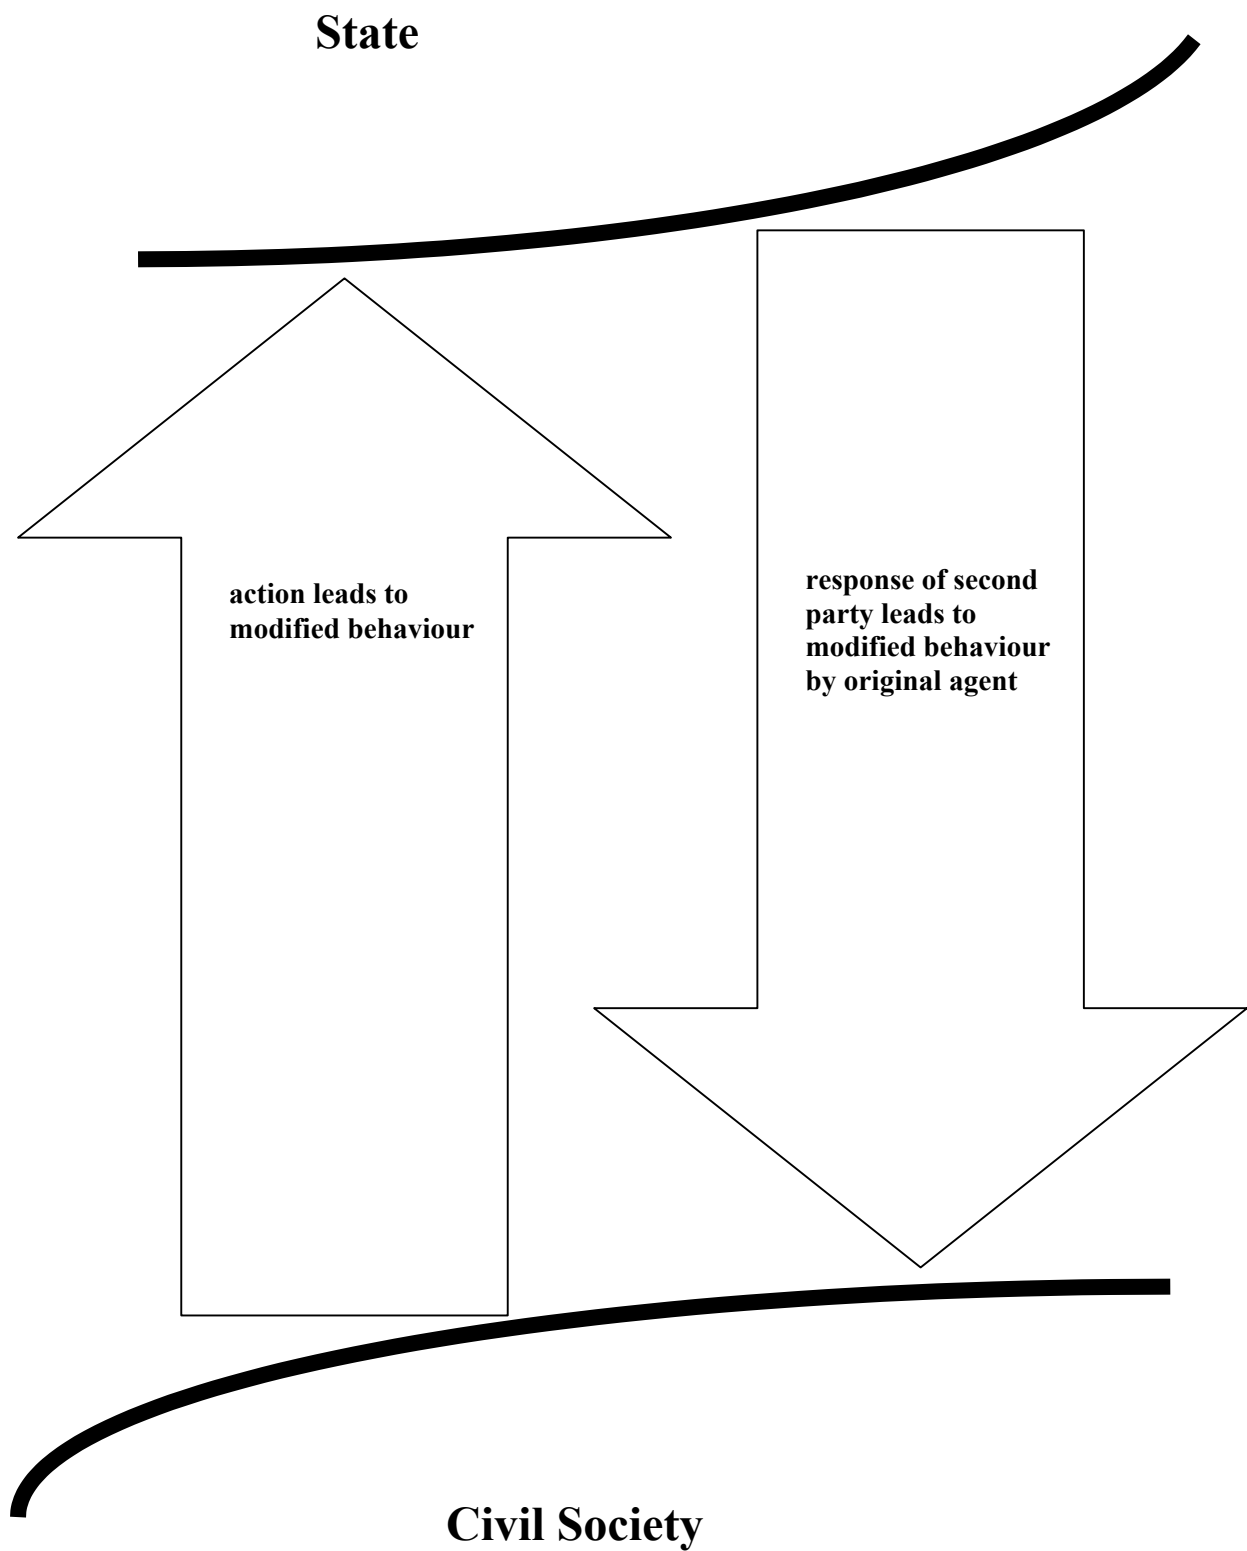 State
action leads to
modified behaviour
response of second
party leads to
modified behaviour
by original agent
Civil Society